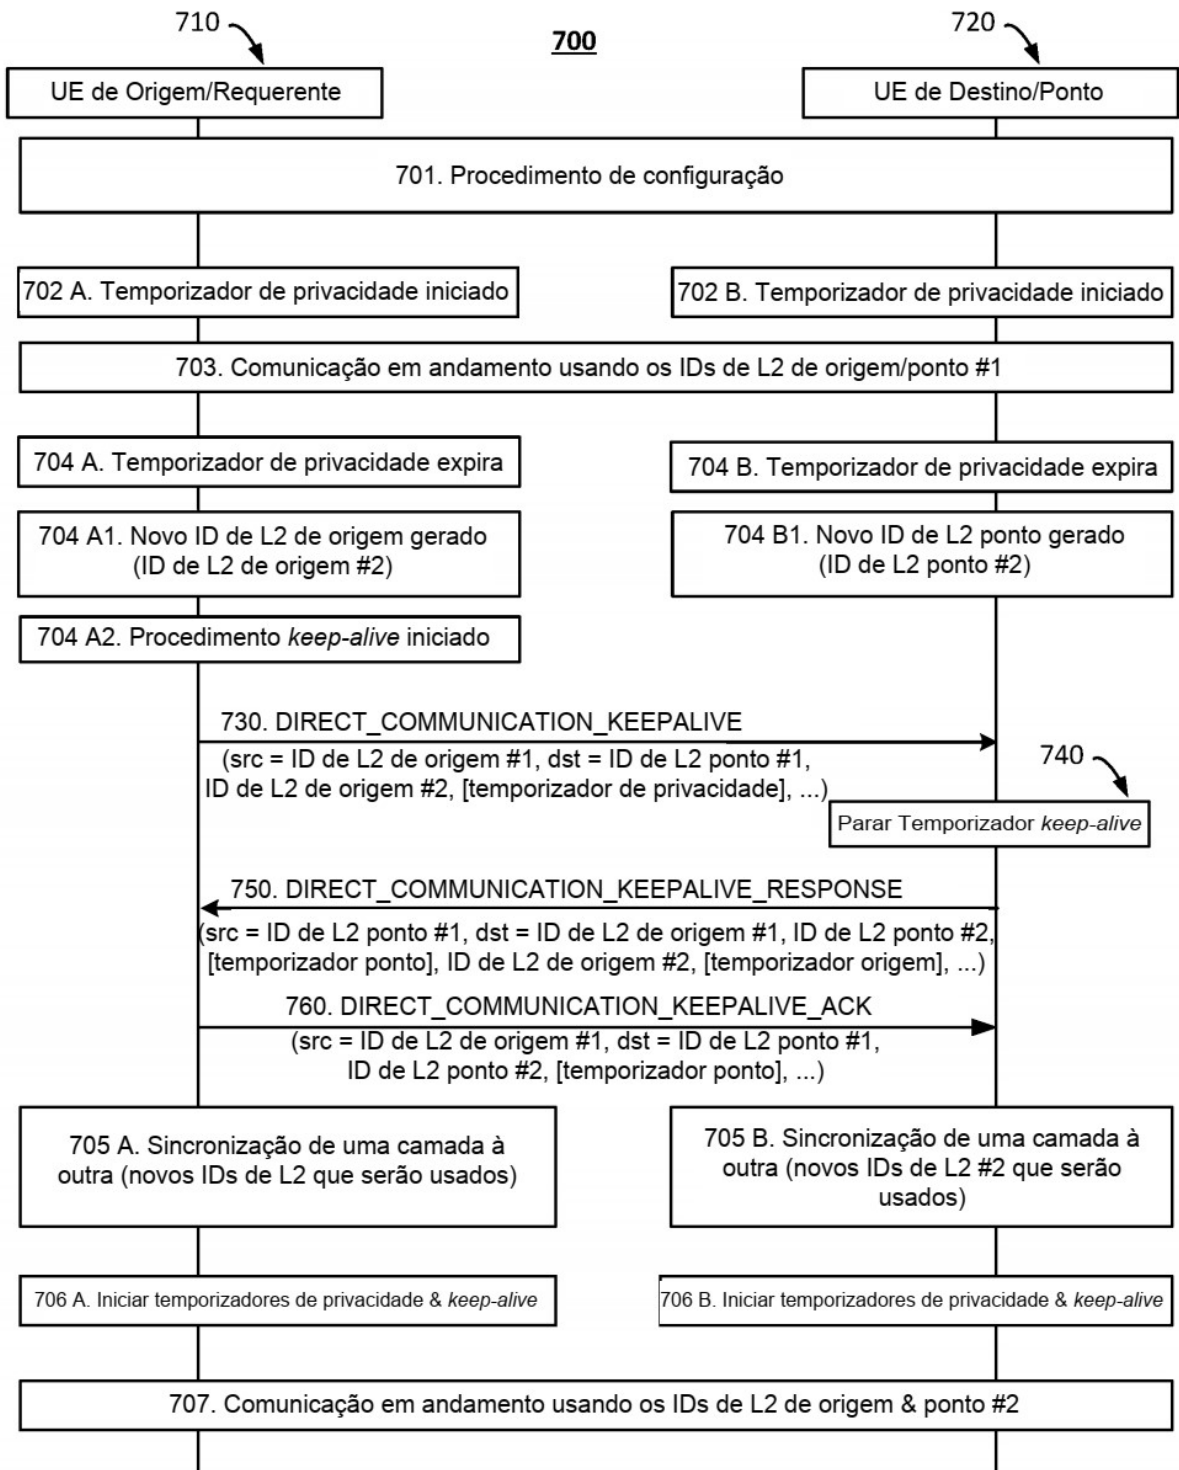 710
700
720
UE de Origem/Requerente
UE de Destino/Ponto
701. Procedimento de configuração
702 A. Temporizador de privacidade iniciado
702 B. Temporizador de privacidade iniciado
703. Comunicação em andamento usando os IDs de L2 de origem/ponto #1
704 A. Temporizador de privacidade expira
704 B. Temporizador de privacidade expira
704 A1. Novo ID de L2 de origem gerado
(ID de L2 de origem #2)
704 B1. Novo ID de L2 ponto gerado
(ID de L2 ponto #2)
704 A2. Procedimento keep-alive iniciado
730. DIRECT_COMMUNICATION_KEEPALIVE
(src = ID de L2 de origem #1, dst = ID de L2 ponto #1,
ID de L2 de origem #2, [temporizador de privacidade], ...)
740
Parar Temporizador keep-alive
750. DIRECT_COMMUNICATION_KEEPALIVE_RESPONSE
(src = ID de L2 ponto #1, dst = ID de L2 de origem #1, ID de L2 ponto #2,
[temporizador ponto], ID de L2 de origem #2, [temporizador origem], ...)
760. DIRECT_COMMUNICATION_KEEPALIVE_ACK
(src = ID de L2 de origem #1, dst = ID de L2 ponto #1,
ID de L2 ponto #2, [temporizador ponto], ...)
705 A. Sincronização de uma camada à
outra (novos IDs de L2 que serão usados)
705 B. Sincronização de uma camada à
outra (novos IDs de L2 #2 que serão
usados)
706 A. Iniciar temporizadores de privacidade & keep-alive
706 B. Iniciar temporizadores de privacidade & keep-alive
707. Comunicação em andamento usando os IDs de L2 de origem & ponto #2